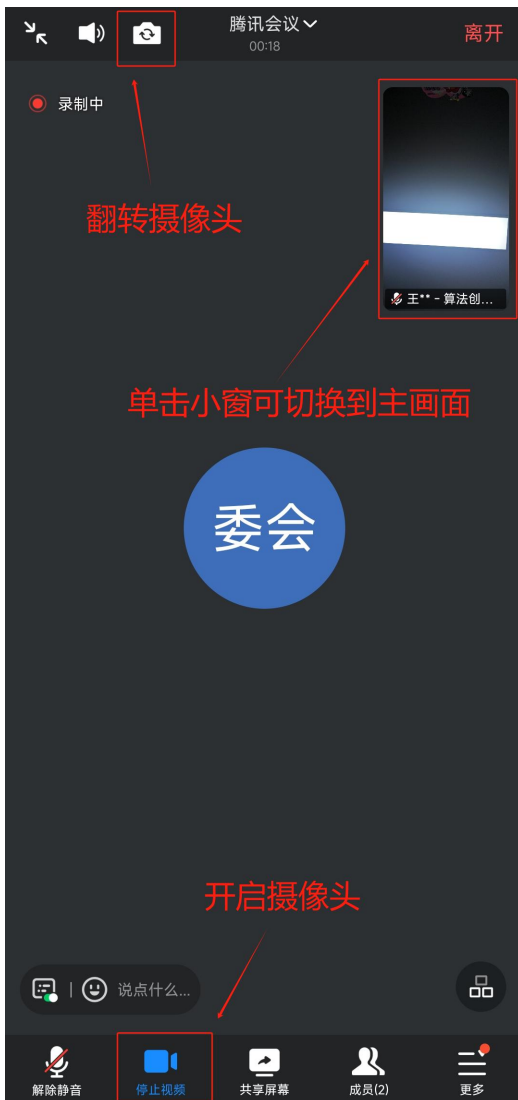 腾讯会议
离开
00:18
录制中
翻转摄像头
王** - 算法创...
单击小窗可切换到主画面
委会
开启摄像头
说点什么...
解除静音
停止视频
共享屏幕
成员(2)
更多